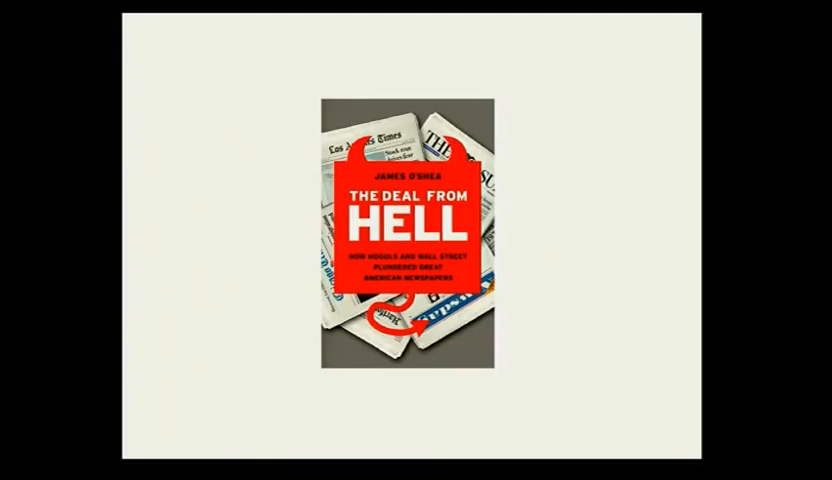 Los Angeles Times
JAMES O'SHEA
THE DEAL FROM
HELL
HOW MOGULS AND WALL STREET
PLUNDERED GREAT
AMERICAN NEWSPAPERS